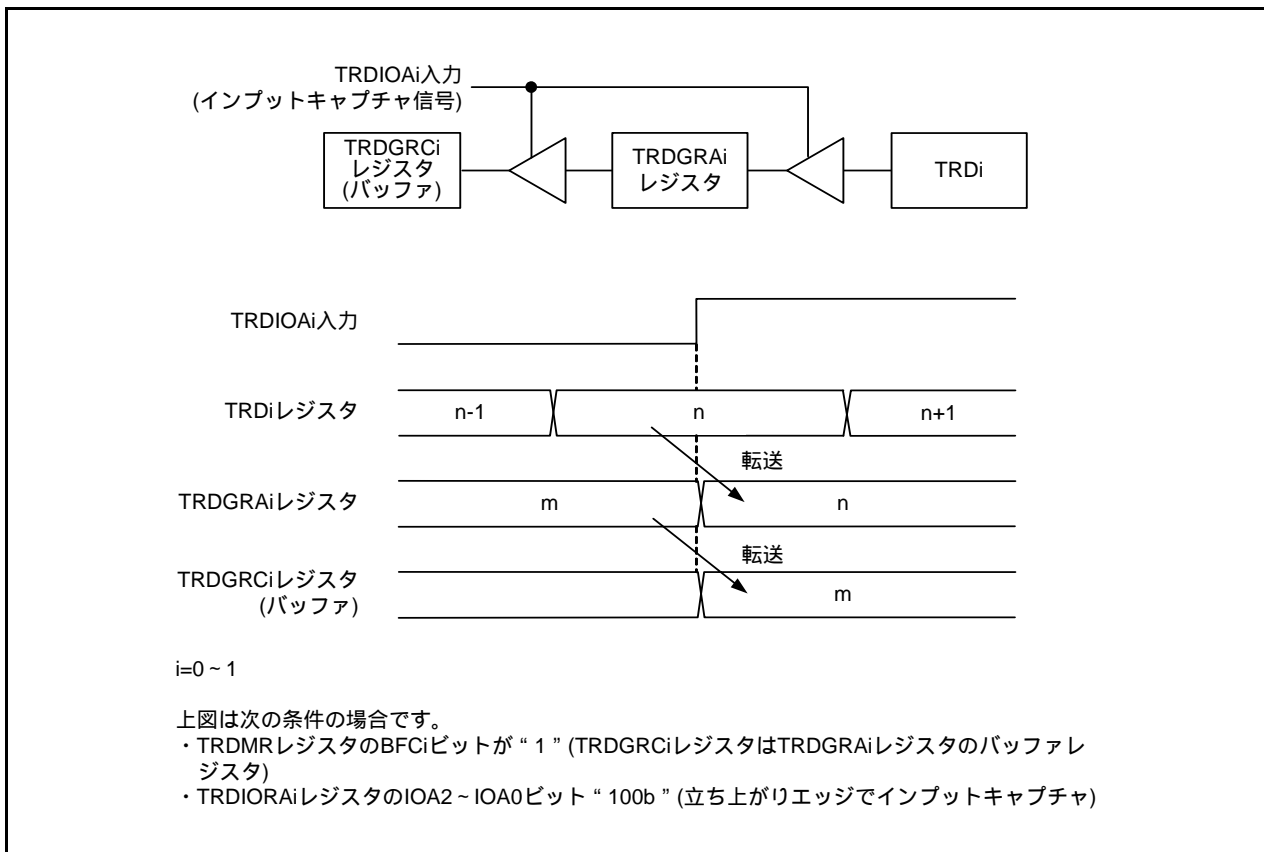 TRDIOAi入力
(インプットキャプチャ信号)
TRDGRCi
レジスタ
(バッファ)
TRDGRAi
レジスタ
TRDi
TRDIOAi入力
TRDiレジスタ
n-1
n
n+1
転送
TRDGRAiレジスタ
m
n
転送
TRDGRCiレジスタ
(バッファ)
m
i=0 ~ 1
上図は次の条件の場合です。
・TRDMRレジスタのBFCiビットが “ 1 ” (TRDGRCiレジスタはTRDGRAiレジスタのバッファレ
ジスタ)
・TRDIORAiレジスタのIOA2 ~ IOA0ビット “ 100b ” (立ち上がりエッジでインプットキャプチャ)